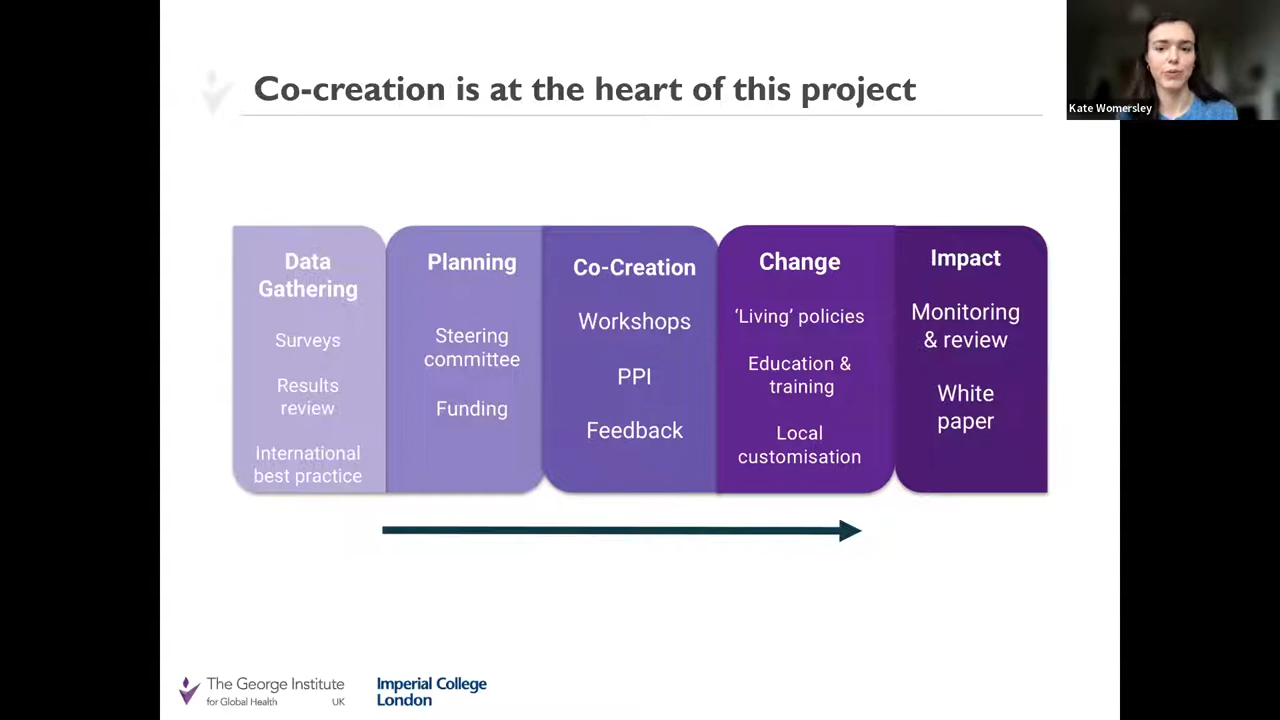 Co-creation is at the heart of this project
Kate Womersley
Data
Gathering
Surveys
Results
review
International
best practice
Planning
Steering
committee
Funding
Co-Creation
Workshops
PPI
Feedback
Change
‘Living’ policies
Education &
training
Local
customisation
Impact
Monitoring
& review
White
paper
The George Institute
for Global Health UK
Imperial College
London